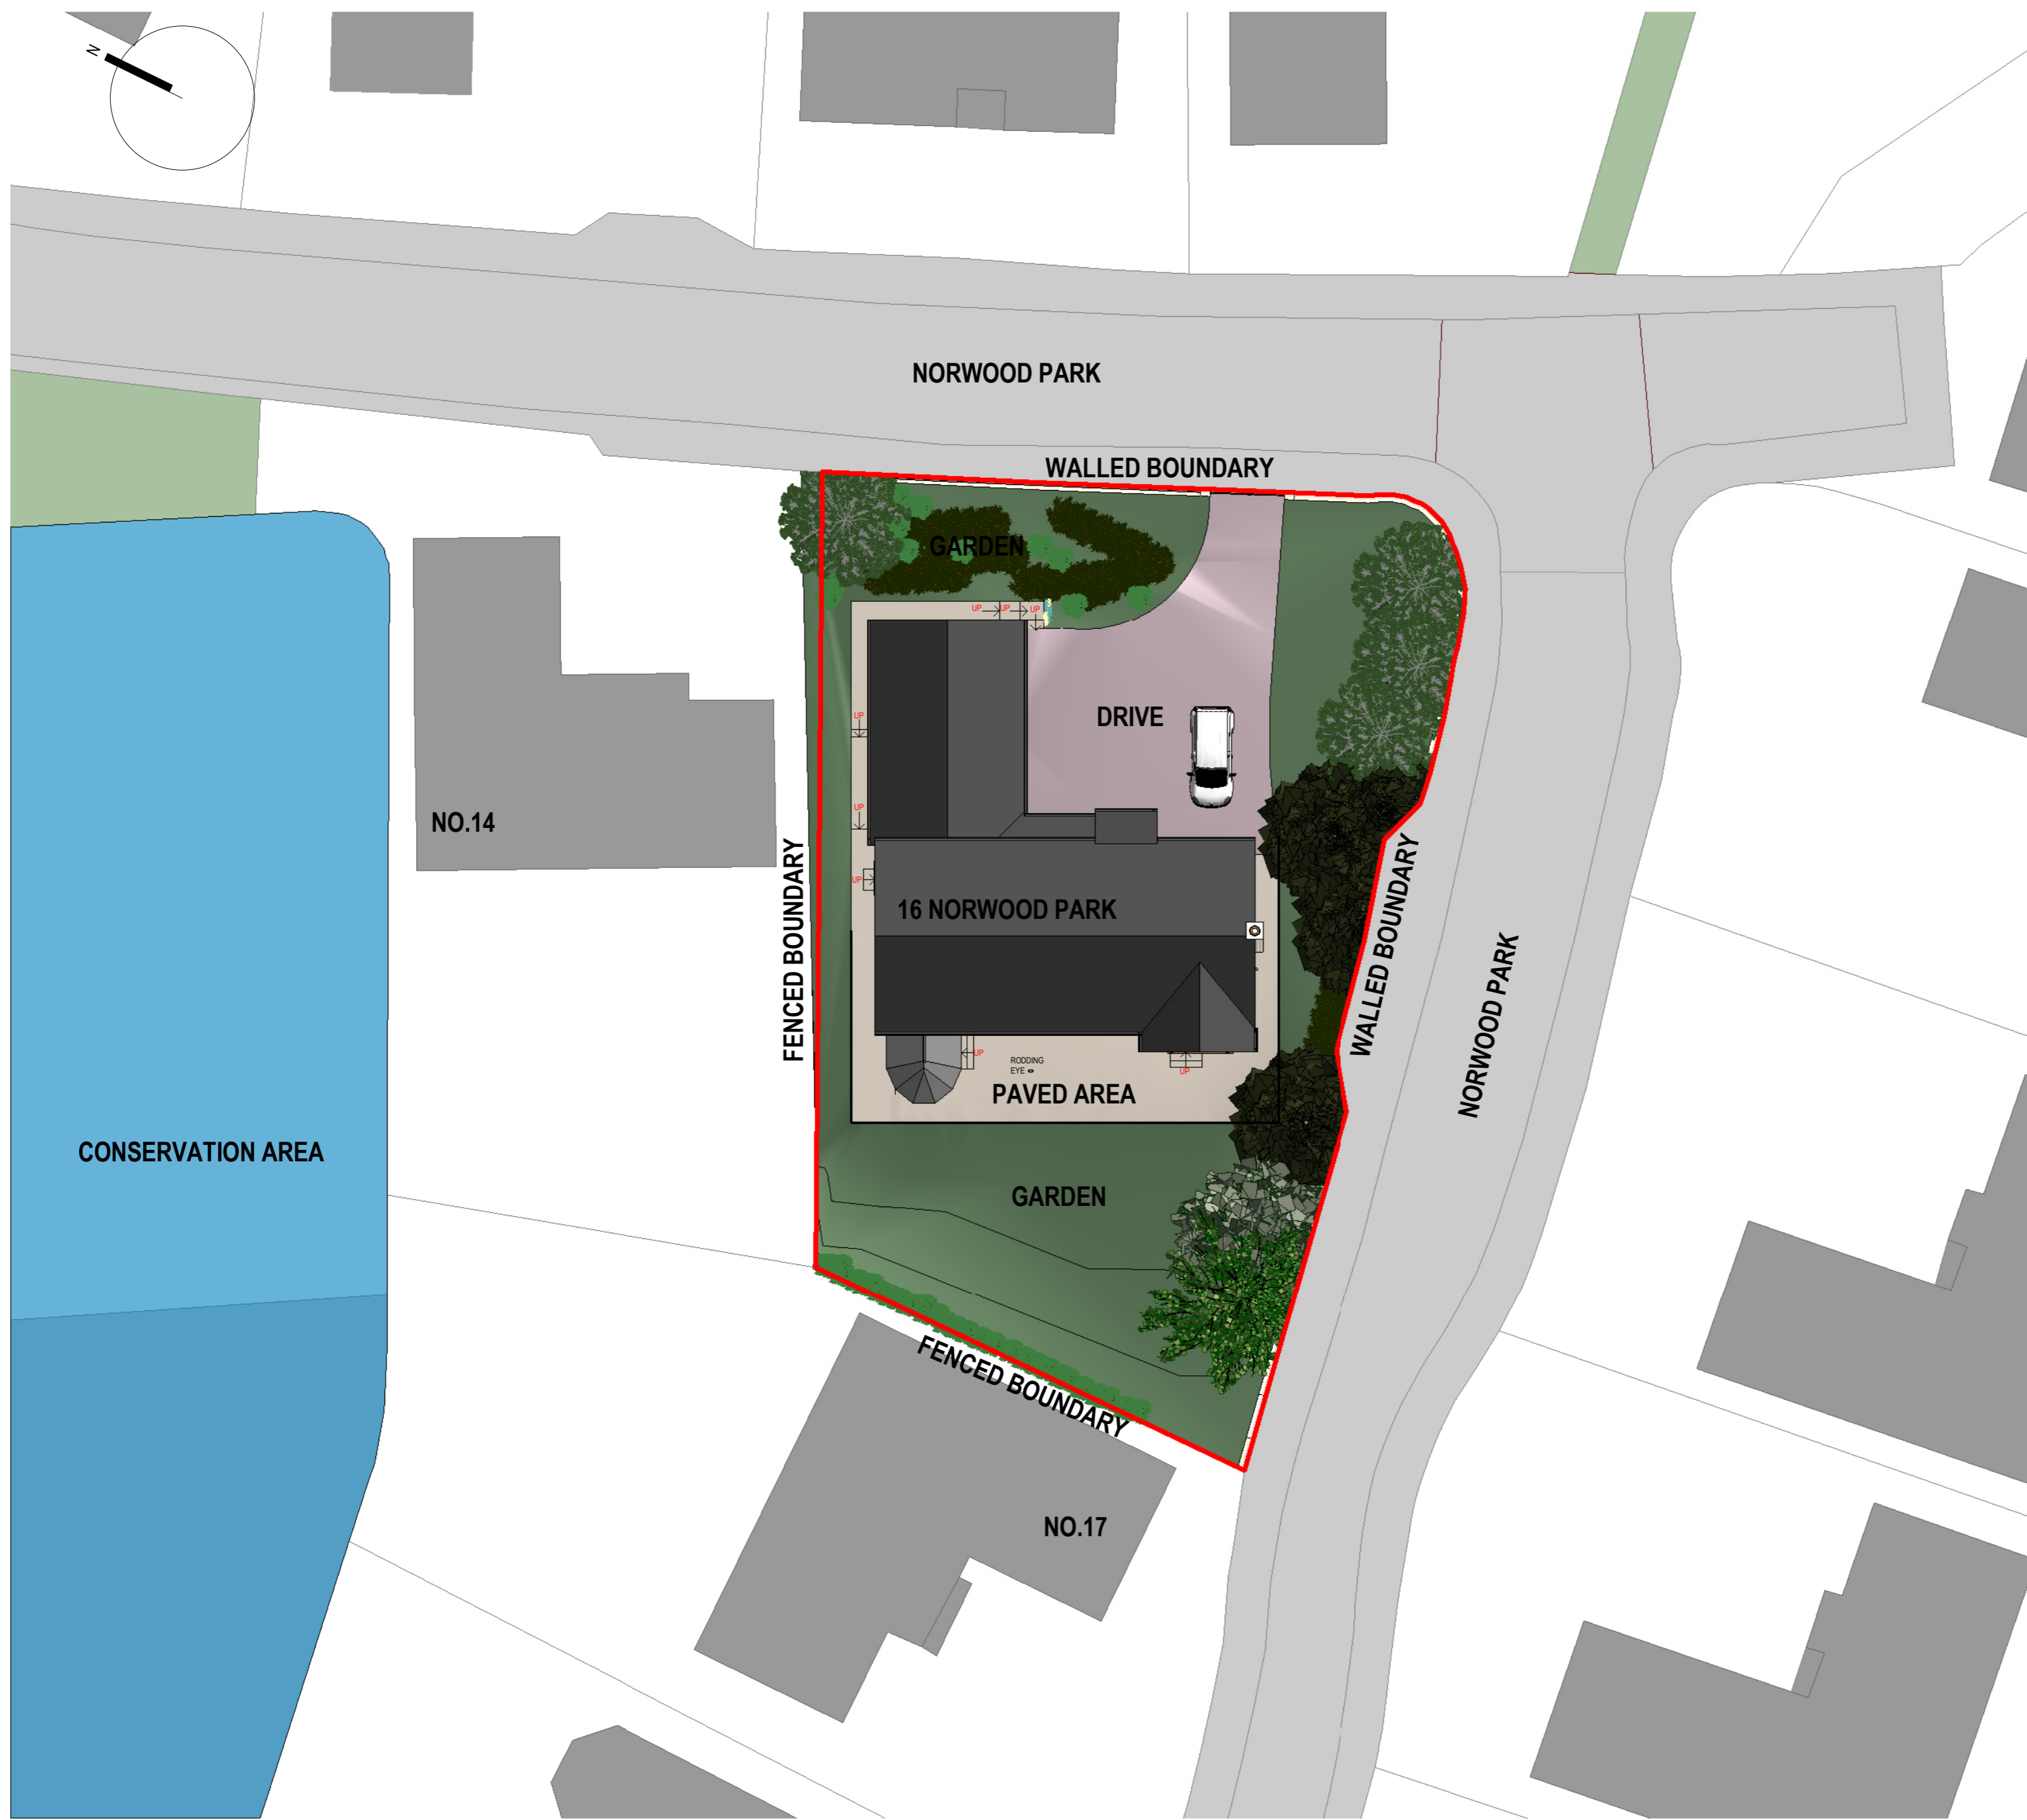 N
NORWOOD PARK
WALLED BOUNDARY
GARDEN
UP
UP
UP
UP
DRIVE
UP
NO.14
FENCED BOUNDARY
UP
16 NORWOOD PARK
WALLED BOUNDARY
NORWOOD PARK
UP
RODDING
EYE
UP
PAVED AREA
CONSERVATION AREA
GARDEN
FENCED BOUNDARY
NO.17